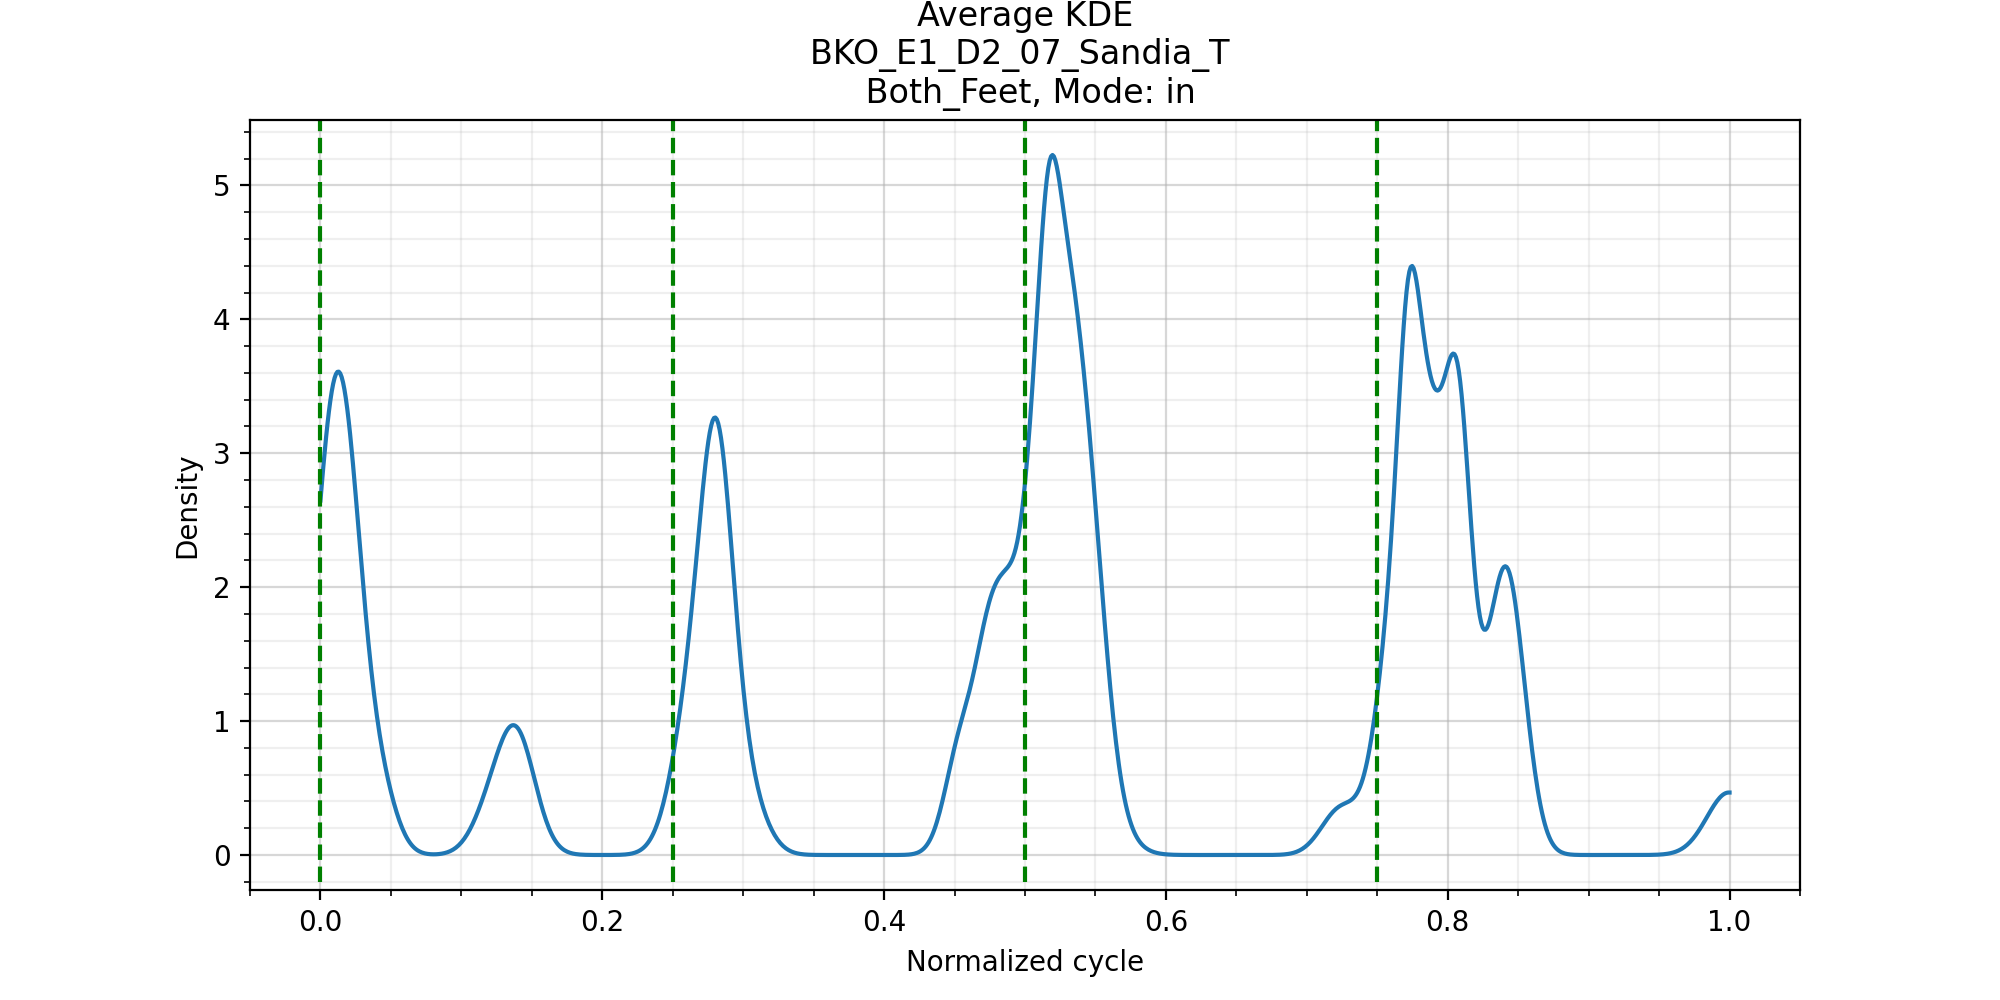 Average KDE
BKO_E1_D2_07_Sandia_T
Both_Feet, Mode: in
Density
5
4
3
2
1
0
0.0 0.2 0.4 0.6 0.8 1.0
Normalized cycle